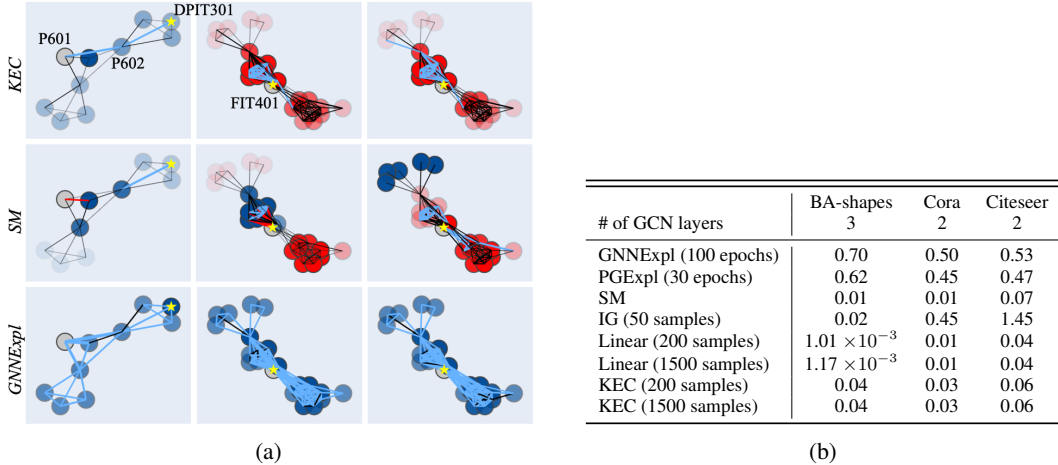 DPIT301
P601
P602
KEC
FIT401
SM
GNNExpl
(a)
# of GCN layers BA-shapes 3 Cora 2 Citeseer 2
GNNExpl (100 epochs) 0.70 0.50 0.53
PGExpl (30 epochs) 0.62 0.45 0.47
SM 0.01 0.01 0.07
IG (50 samples) 0.02 0.45 1.45
Linear (200 samples) 1.01 ×10⁻³ 0.01 0.04
Linear (1500 samples) 1.17 ×10⁻³ 0.01 0.04
KEC (200 samples) 0.04 0.03 0.06
KEC (1500 samples) 0.04 0.03 0.06
(b)